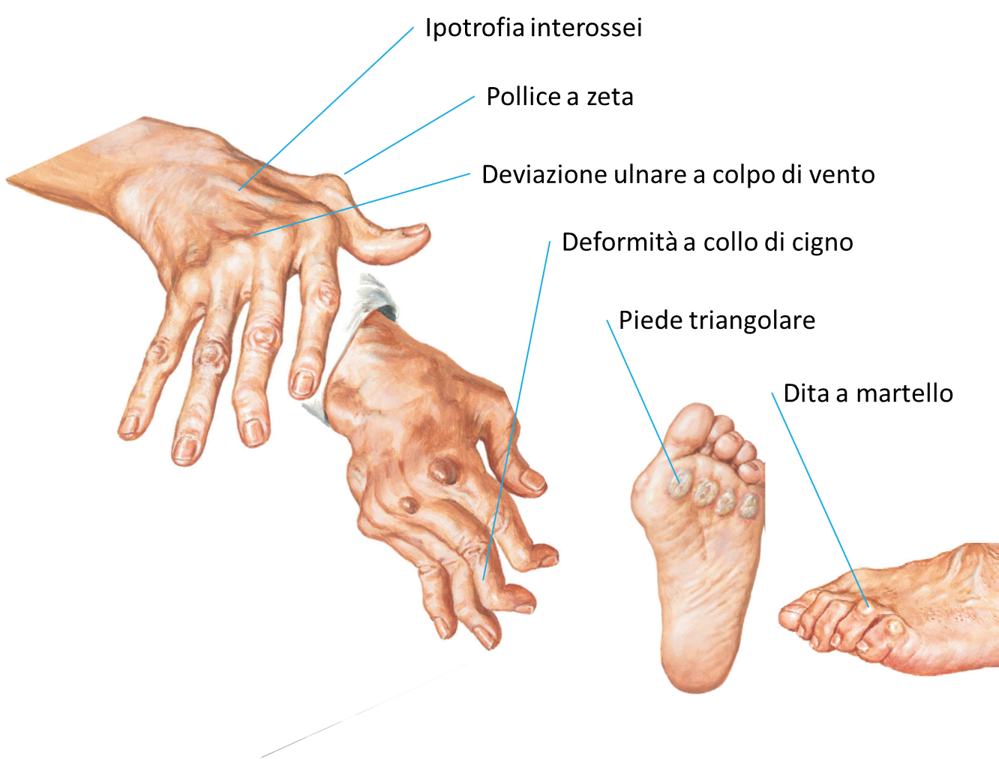 Ipotrofia interossei
Pollice a zeta
Deviazione ulnare a colpo di vento
Deformità a collo di cigno
Piede triangolare
Dita a martello